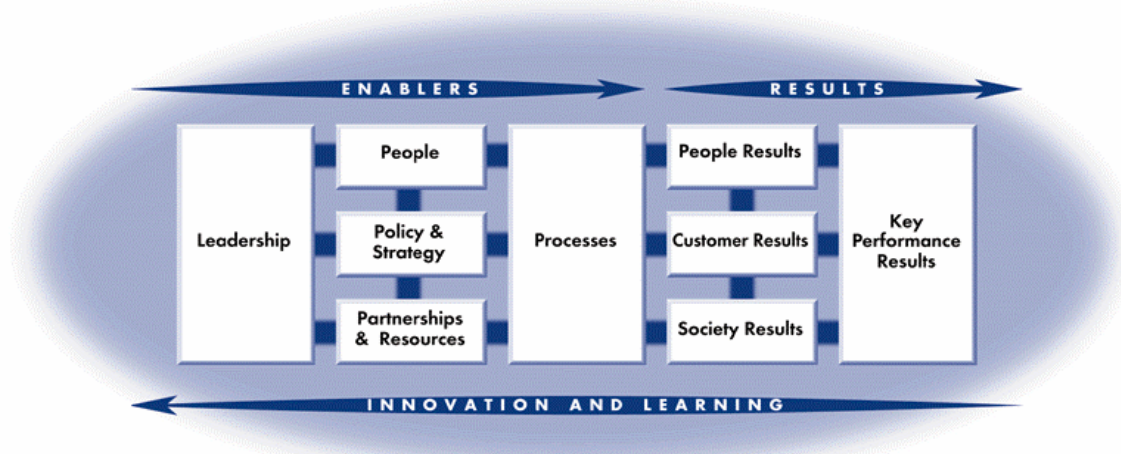 ENABLERS
RESULTS
Leadership
People
Policy &
Strategy
Partnerships
& Resources
Processes
People Results
Customer Results
Society Results
Key
Performance
Results
INNOVATION AND LEARNING